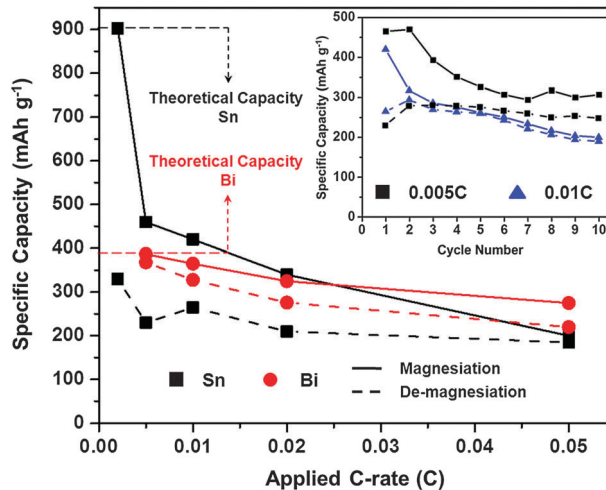 Specific Capacity (mAh g⁻¹)
900
800
700
600
500
400
300
200
100
0
0.00
0.01
0.02
0.03
0.04
0.05
Applied C-rate (C)
Theoretical Capacity
Sn
Theoretical Capacity
Bi
Sn
Bi
Magnesiation
De-magnesiation
Specific Capacity (mAh g⁻¹)
500
400
300
200
100
0
0.005C
0.01C
0
1
2
3
4
5
6
7
8
9
10
Cycle Number